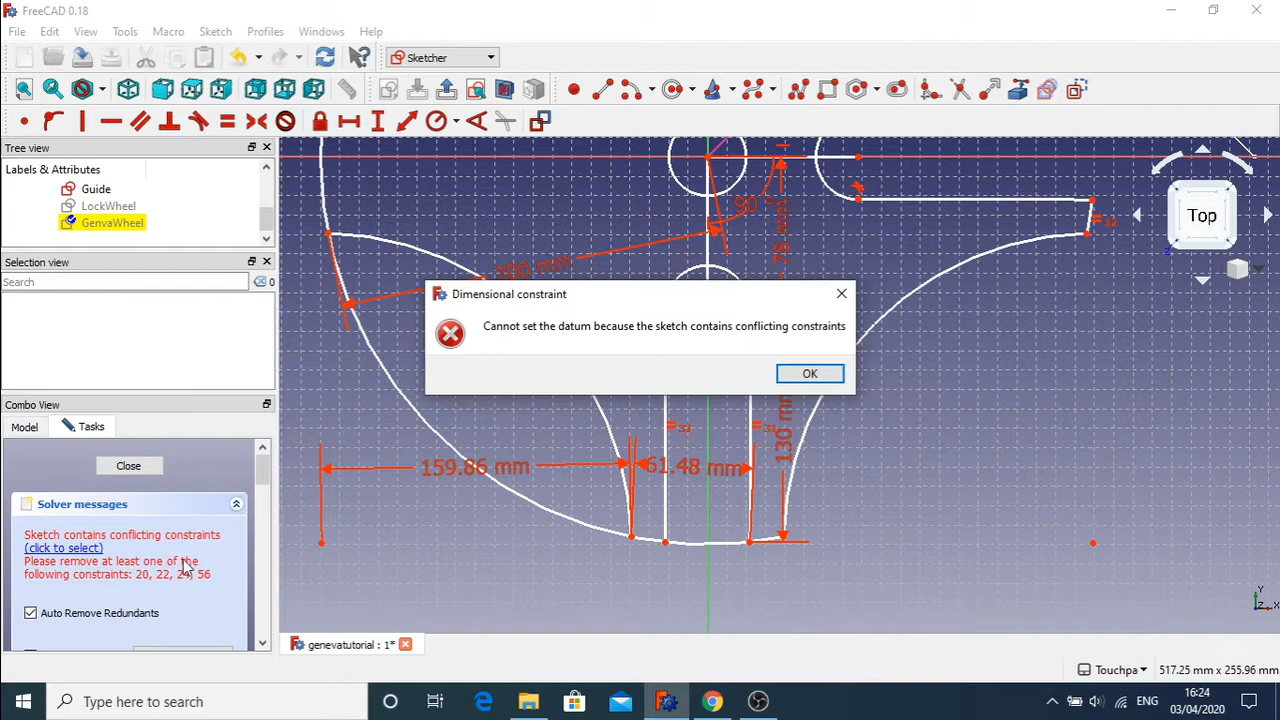 FreeCAD 0.18
File Edit View Tools Macro Sketch Profiles Windows Help
Sketcher
Tree view
Labels & Attributes
Guide
LockWheel
GenvaWheel
Selection view
Search
0
Combo View
Model
Tasks
Close
Solver messages
Sketch contains conflicting constraints
(click to select)
Please remove at least one of the
following constraints: 20, 22, 24, 56
Auto Remove Redundants
90 °
78 mm
200 mm
12
Top
Z
Dimensional constraint
Cannot set the datum because the sketch contains conflicting constraints
OK
130 mm
31
31
159.86 mm
61.48 mm
Y
Z
X
genevatutorial : 1*
Touchpa
517.25 mm x 255.96 mm
Type here to search
ENG
16:24
03/04/2020